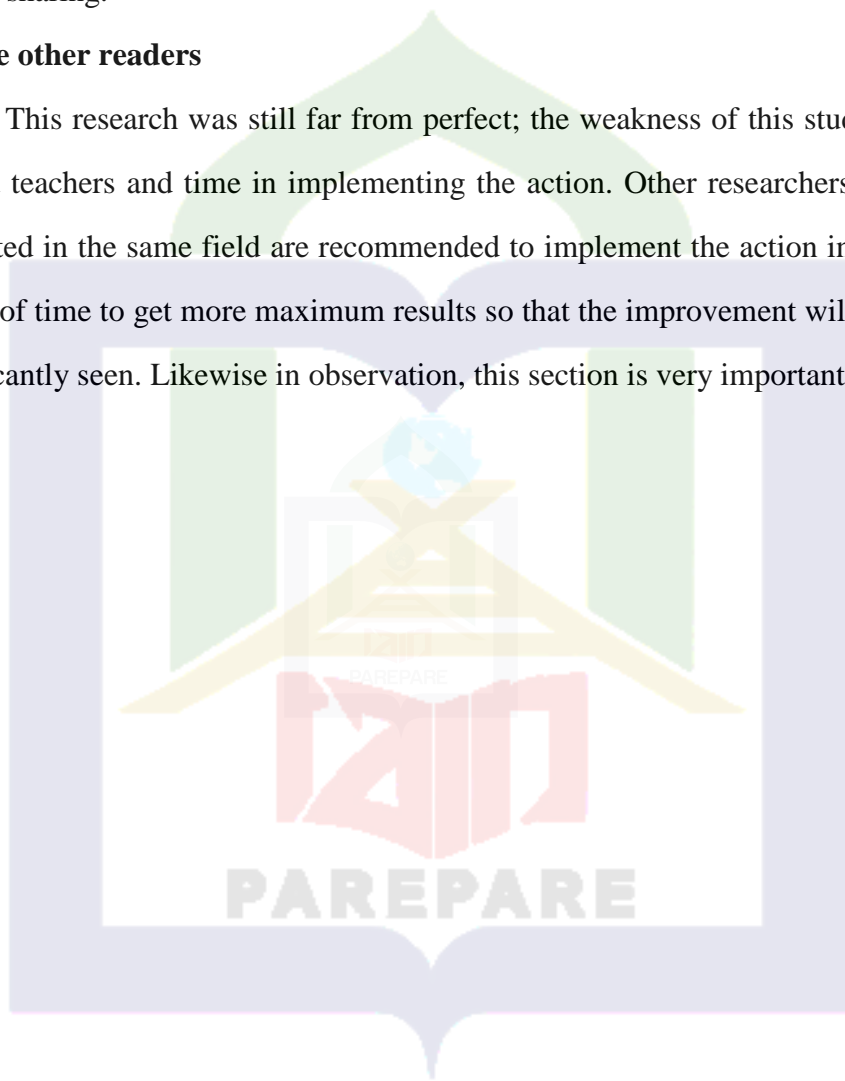 sharing.
e other readers
This research was still far from perfect; the weakness of this stu
teachers and time in implementing the action. Other researchers
ted in the same field are recommended to implement the action in
of time to get more maximum results so that the improvement wil
cantly seen. Likewise in observation, this section is very important
PAREPARE
PAREPARE